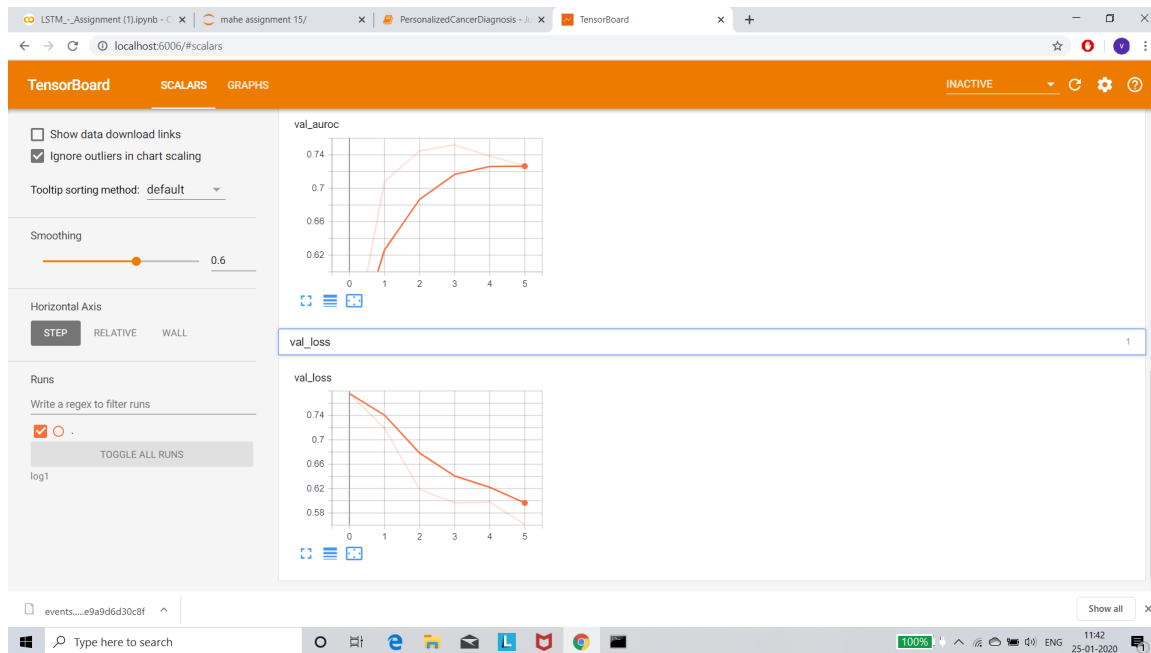 LSTM_-_Assignment (1).ipynb - C
mahe assignment 15/
PersonalizedCancerDiagnosis - Ju
TensorBoard
localhost:6006/#scalars
V
TensorBoard
SCALARS
GRAPHS
INACTIVE
Show data download links
Ignore outliers in chart scaling
Tooltip sorting method: default
Smoothing
0.6
Horizontal Axis
STEP
RELATIVE
WALL
Runs
Write a regex to filter runs
.
TOGGLE ALL RUNS
log1
val_auroc
0.74
0.7
0.66
0.62
0 1 2 3 4 5
val_loss
1
val_loss
0.74
0.7
0.66
0.62
0.58
0 1 2 3 4 5
events.....e9a9d6d30c8f
Show all
Type here to search
L
100%
ENG
11:42
25-01-2020
1